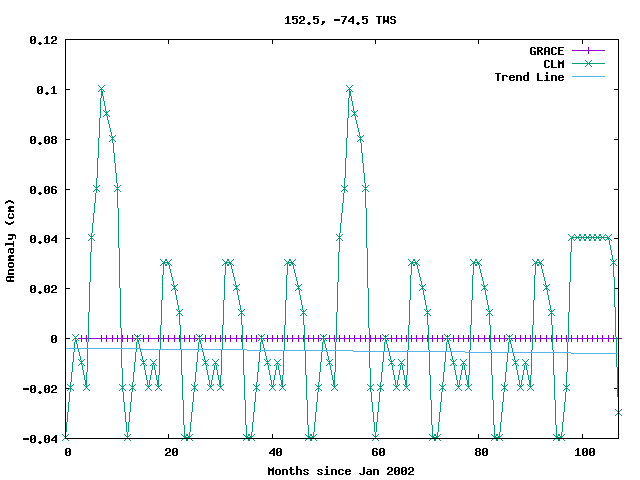 152.5, -74.5 TWS
0.12
0.1
0.08
0.06
0.04
0.02
0
-0.02
-0.04
Anomaly (cm)
GRACE
CLM
Trend Line
0 20 40 60 80 100
Months since Jan 2002